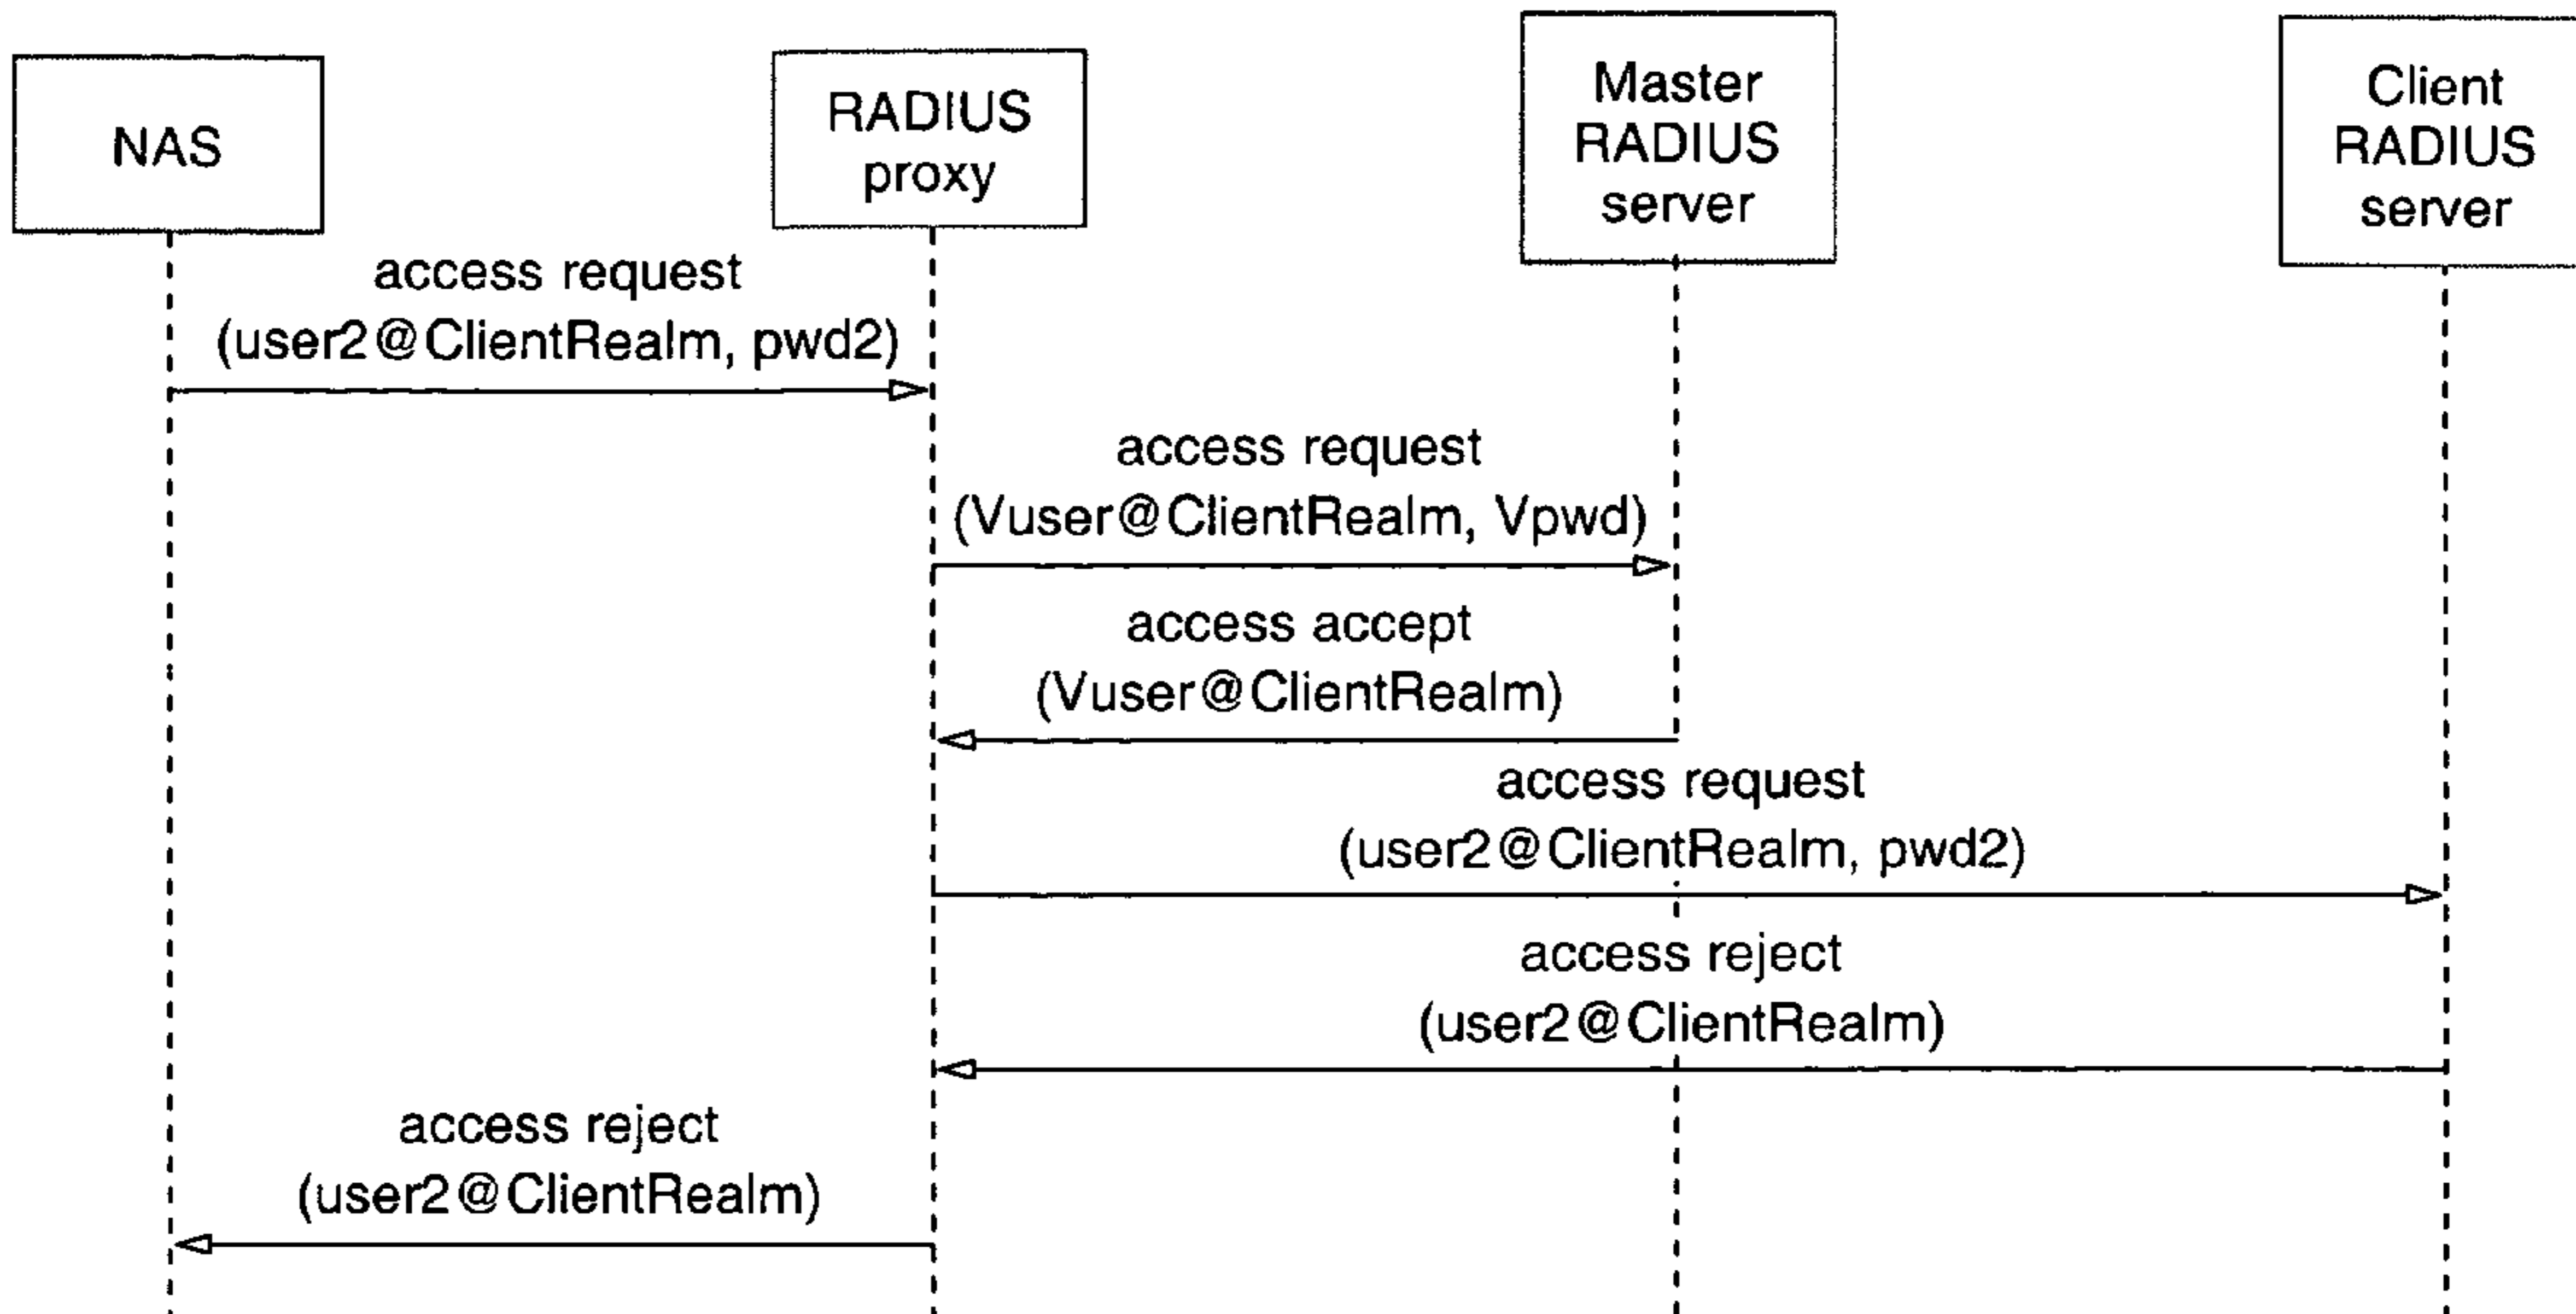 NAS
RADIUS
proxy
Master
RADIUS
server
Client
RADIUS
server
access request
(user2@ClientRealm, pwd2)
access request
(Vuser@ClientRealm, Vpwd)
access accept
(Vuser@ClientRealm)
access request
(user2@ClientRealm, pwd2)
access reject
(user2@ClientRealm)
access reject
(user2@ClientRealm)